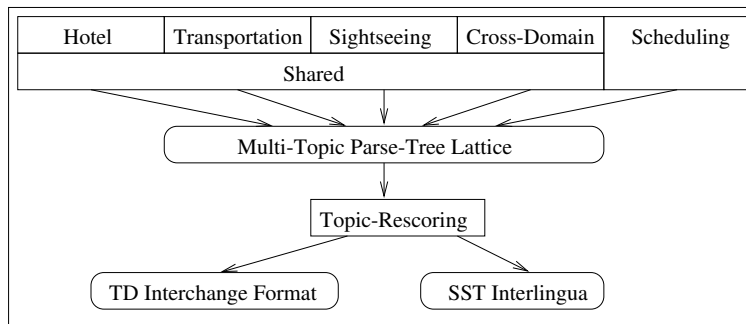 Hotel Transportation Sightseeing Cross-Domain Scheduling
Shared
Multi-Topic Parse-Tree Lattice
Topic-Rescoring
TD Interchange Format SST Interlingua